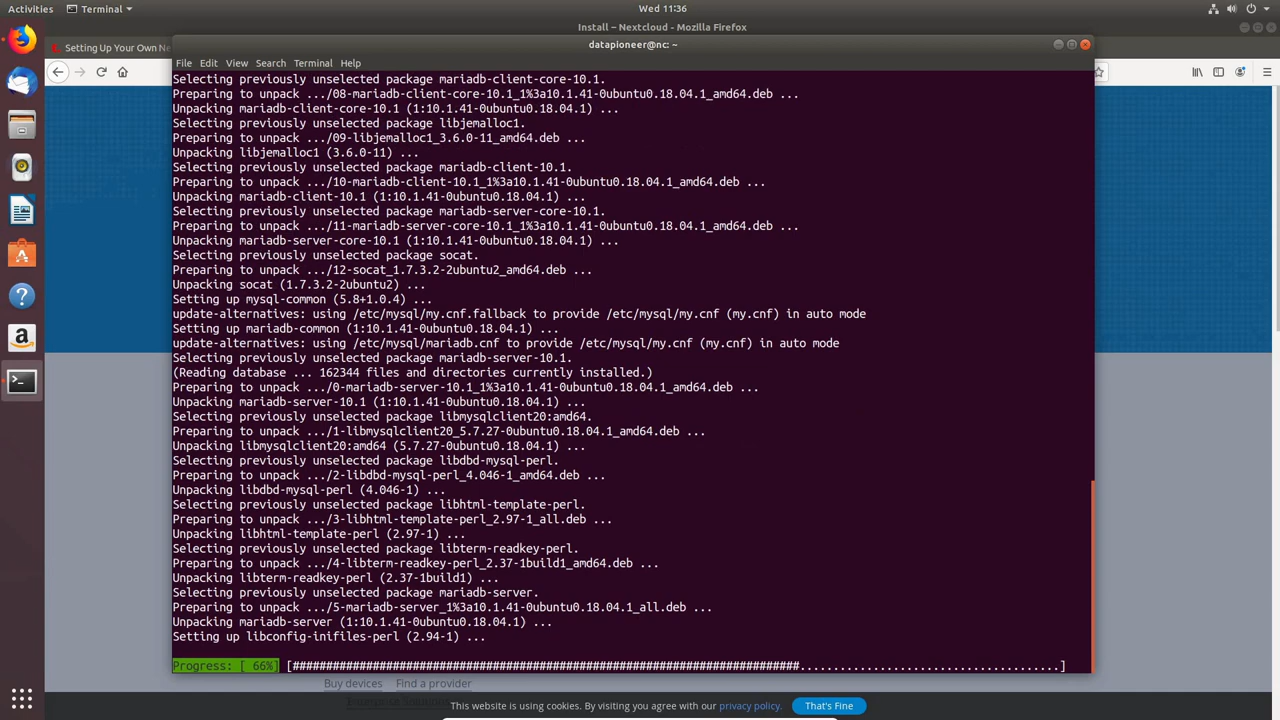 Activities
Terminal
Wed 11:36
Install – Nextcloud - Mozilla Firefox
Setting Up Your Own Ne
datapioneer@nc: ~
File Edit View Search Terminal Help
Selecting previously unselected package mariadb-client-core-10.1.
Preparing to unpack .../08-mariadb-client-core-10.1_1%3a10.1.41-0ubuntu0.18.04.1_amd64.deb ...
Unpacking mariadb-client-core-10.1 (1:10.1.41-0ubuntu0.18.04.1) ...
Selecting previously unselected package libjemalloc1.
Preparing to unpack .../09-libjemalloc1_3.6.0-11_amd64.deb ...
Unpacking libjemalloc1 (3.6.0-11) ...
Selecting previously unselected package mariadb-client-10.1.
Preparing to unpack .../10-mariadb-client-10.1_1%3a10.1.41-0ubuntu0.18.04.1_amd64.deb ...
Unpacking mariadb-client-10.1 (1:10.1.41-0ubuntu0.18.04.1) ...
Selecting previously unselected package mariadb-server-core-10.1.
Preparing to unpack .../11-mariadb-server-core-10.1_1%3a10.1.41-0ubuntu0.18.04.1_amd64.deb ...
Unpacking mariadb-server-core-10.1 (1:10.1.41-0ubuntu0.18.04.1) ...
Selecting previously unselected package socat.
Preparing to unpack .../12-socat_1.7.3.2-2ubuntu2_amd64.deb ...
Unpacking socat (1.7.3.2-2ubuntu2) ...
Setting up mysql-common (5.8+1.0.4) ...
update-alternatives: using /etc/mysql/my.cnf.fallback to provide /etc/mysql/my.cnf (my.cnf) in auto mode
Setting up mariadb-common (1:10.1.41-0ubuntu0.18.04.1) ...
update-alternatives: using /etc/mysql/mariadb.cnf to provide /etc/mysql/my.cnf (my.cnf) in auto mode
Selecting previously unselected package mariadb-server-10.1.
(Reading database ... 162344 files and directories currently installed.)
Preparing to unpack .../0-mariadb-server-10.1_1%3a10.1.41-0ubuntu0.18.04.1_amd64.deb ...
Unpacking mariadb-server-10.1 (1:10.1.41-0ubuntu0.18.04.1) ...
Selecting previously unselected package libmysqlclient20:amd64.
Preparing to unpack .../1-libmysqlclient20_5.7.27-0ubuntu0.18.04.1_amd64.deb ...
Unpacking libmysqlclient20:amd64 (5.7.27-0ubuntu0.18.04.1) ...
Selecting previously unselected package libdbd-mysql-perl.
Preparing to unpack .../2-libdbd-mysql-perl_4.046-1_amd64.deb ...
Unpacking libdbd-mysql-perl (4.046-1) ...
Selecting previously unselected package libhtml-template-perl.
Preparing to unpack .../3-libhtml-template-perl_2.97-1_all.deb ...
Unpacking libhtml-template-perl (2.97-1) ...
Selecting previously unselected package libterm-readkey-perl.
Preparing to unpack .../4-libterm-readkey-perl_2.37-1build1_amd64.deb ...
Unpacking libterm-readkey-perl (2.37-1build1) ...
Selecting previously unselected package mariadb-server.
Preparing to unpack .../5-mariadb-server_1%3a10.1.41-0ubuntu0.18.04.1_all.deb ...
Unpacking mariadb-server (1:10.1.41-0ubuntu0.18.04.1) ...
Setting up libconfig-inifiles-perl (2.94-1) ...
Progress: [ 66%] [############################################################################.......................................]
Buy devices Find a provider
This website is using cookies. By visiting you agree with our privacy policy. That's Fine